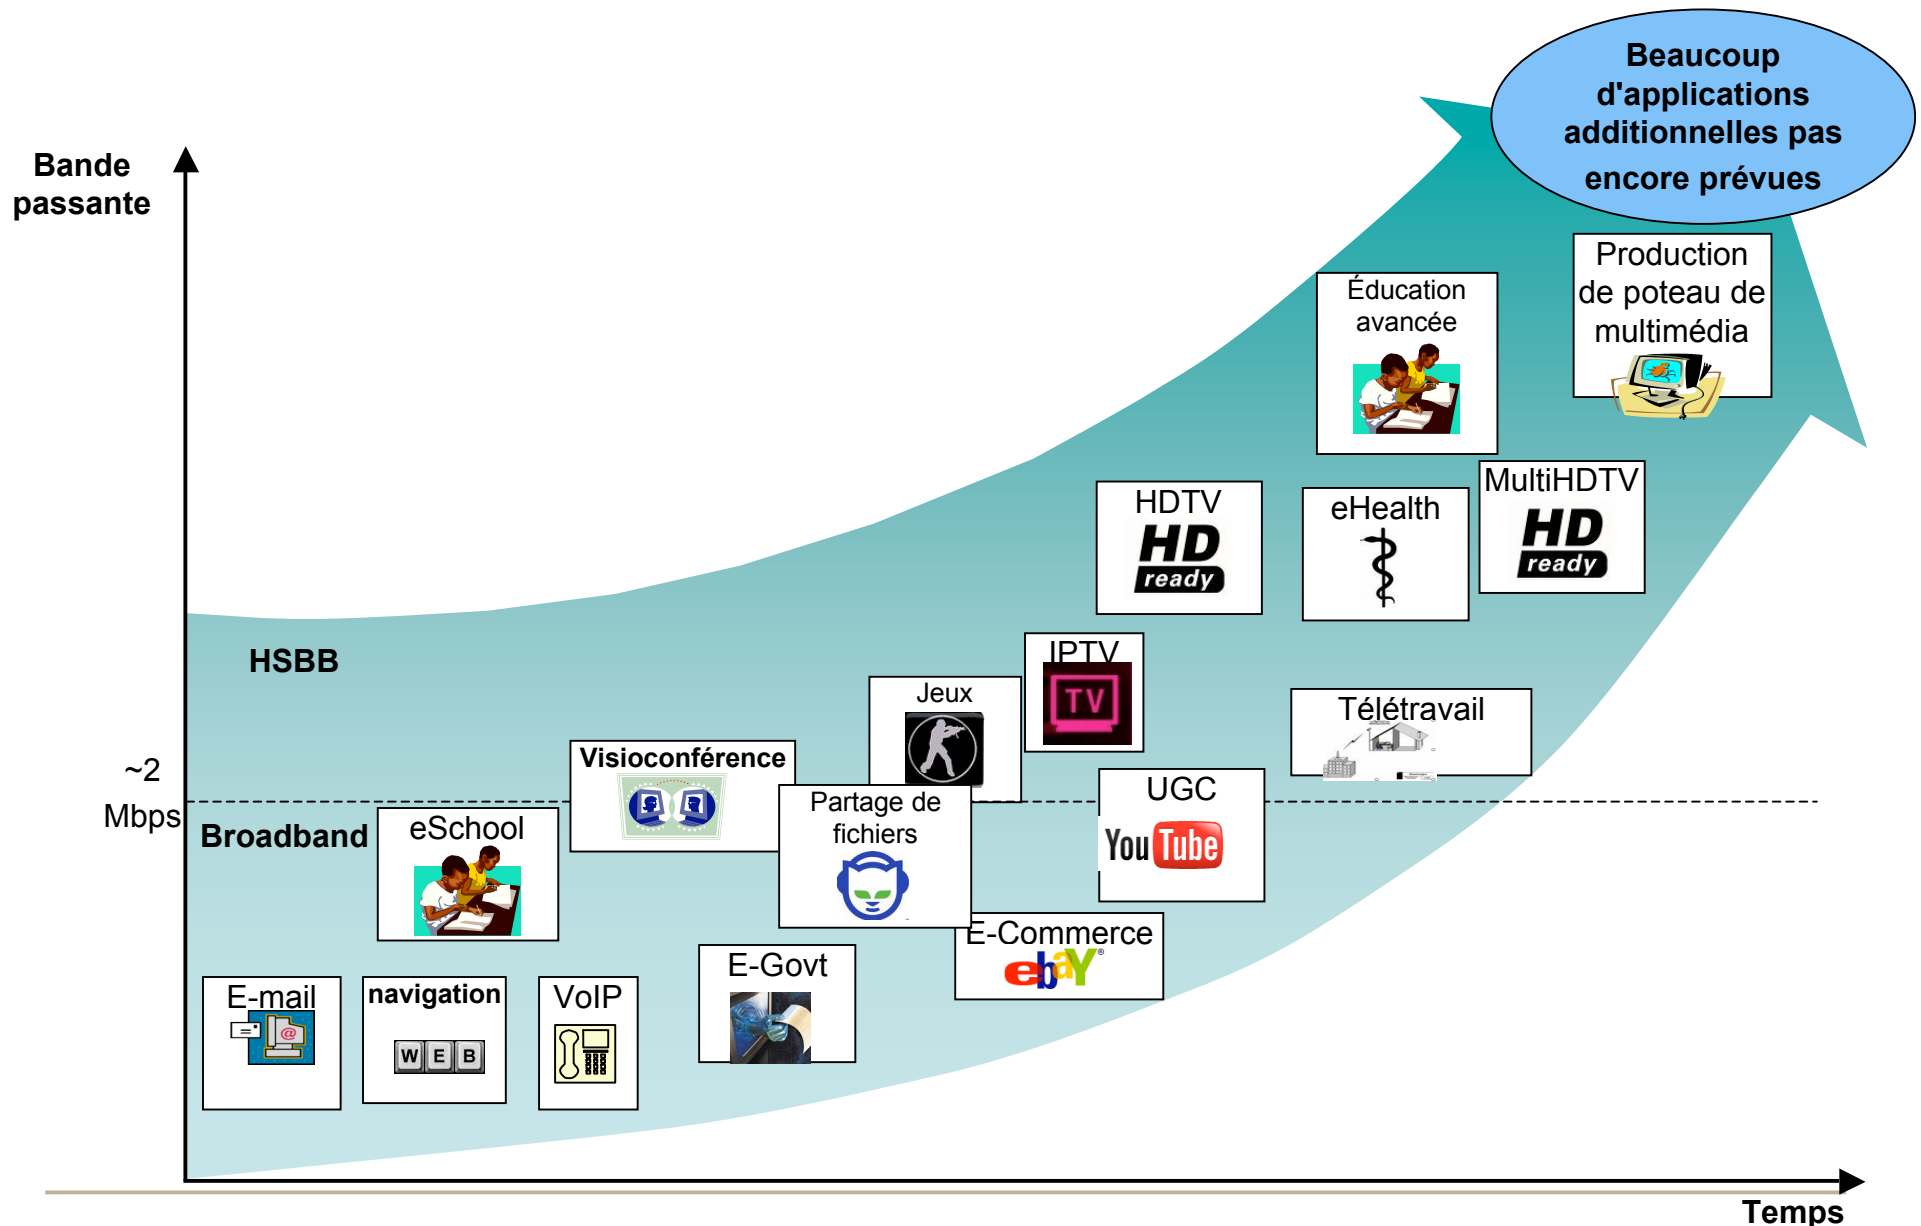 Beaucoup
d'applications
additionnelles pas
encore prévues
Bande
passante
Production
de poteau de
multimédia
Éducation
avancée
MultiHDTV
HD
ready
HDTV
HD
ready
eHealth
HSBB
IPTV
TV
Jeux
Télétravail
Visioconférence
~2
Mbps
UGC
You Tube
Partage de
fichiers
Broadband
eSchool
E-Commerce
ebaY®
E-Govt
E-mail
@
navigation
WEB
VoIP
Temps